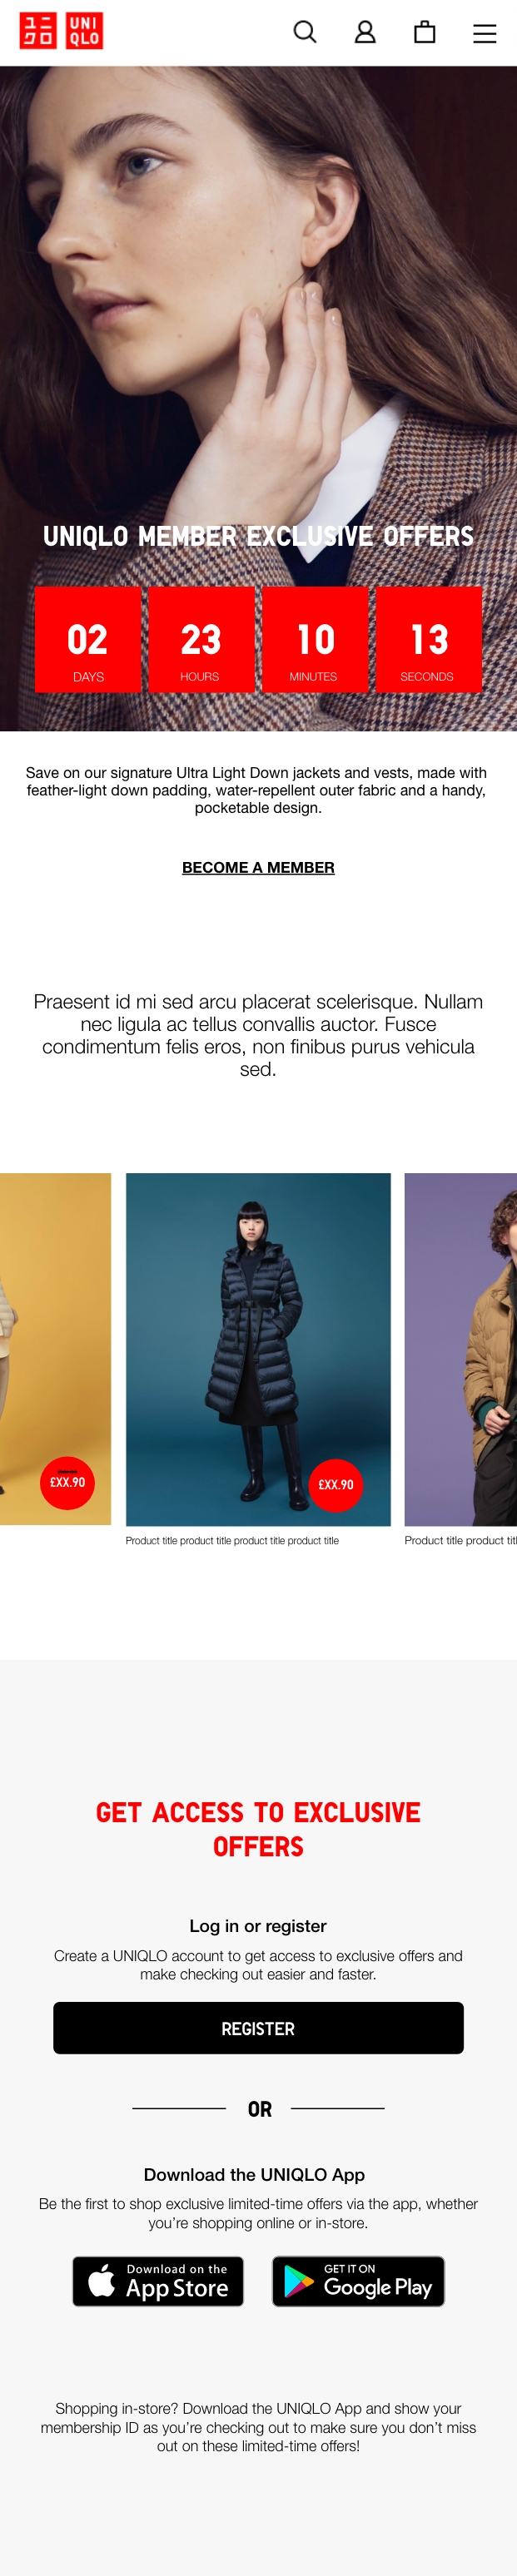 ユニ UNI
クロ QLO
UNIQLO MEMBER EXCLUSIVE OFFERS
02 23 10 13
DAYS HOURS MINUTES SECONDS
Save on our signature Ultra Light Down jackets and vests, made with
feather-light down padding, water-repellent outer fabric and a handy,
pocketable design.
BECOME A MEMBER
Praesent id mi sed arcu placerat scelerisque. Nullam
nec ligula ac tellus convallis auctor. Fusce
condimentum felis eros, non finibus purus vehicula
sed.
£XX.90 £XX.90
Product title product title product title product title
Product title product titl
GET ACCESS TO EXCLUSIVE
OFFERS
Log in or register
Create a UNIQLO account to get access to exclusive offers and
make checking out easier and faster.
REGISTER
OR
Download the UNIQLO App
Be the first to shop exclusive limited-time offers via the app, whether
you’re shopping online or in-store.
Download on the
App Store
GET IT ON
Google Play
Shopping in-store? Download the UNIQLO App and show your
membership ID as you’re checking out to make sure you don’t miss
out on these limited-time offers!